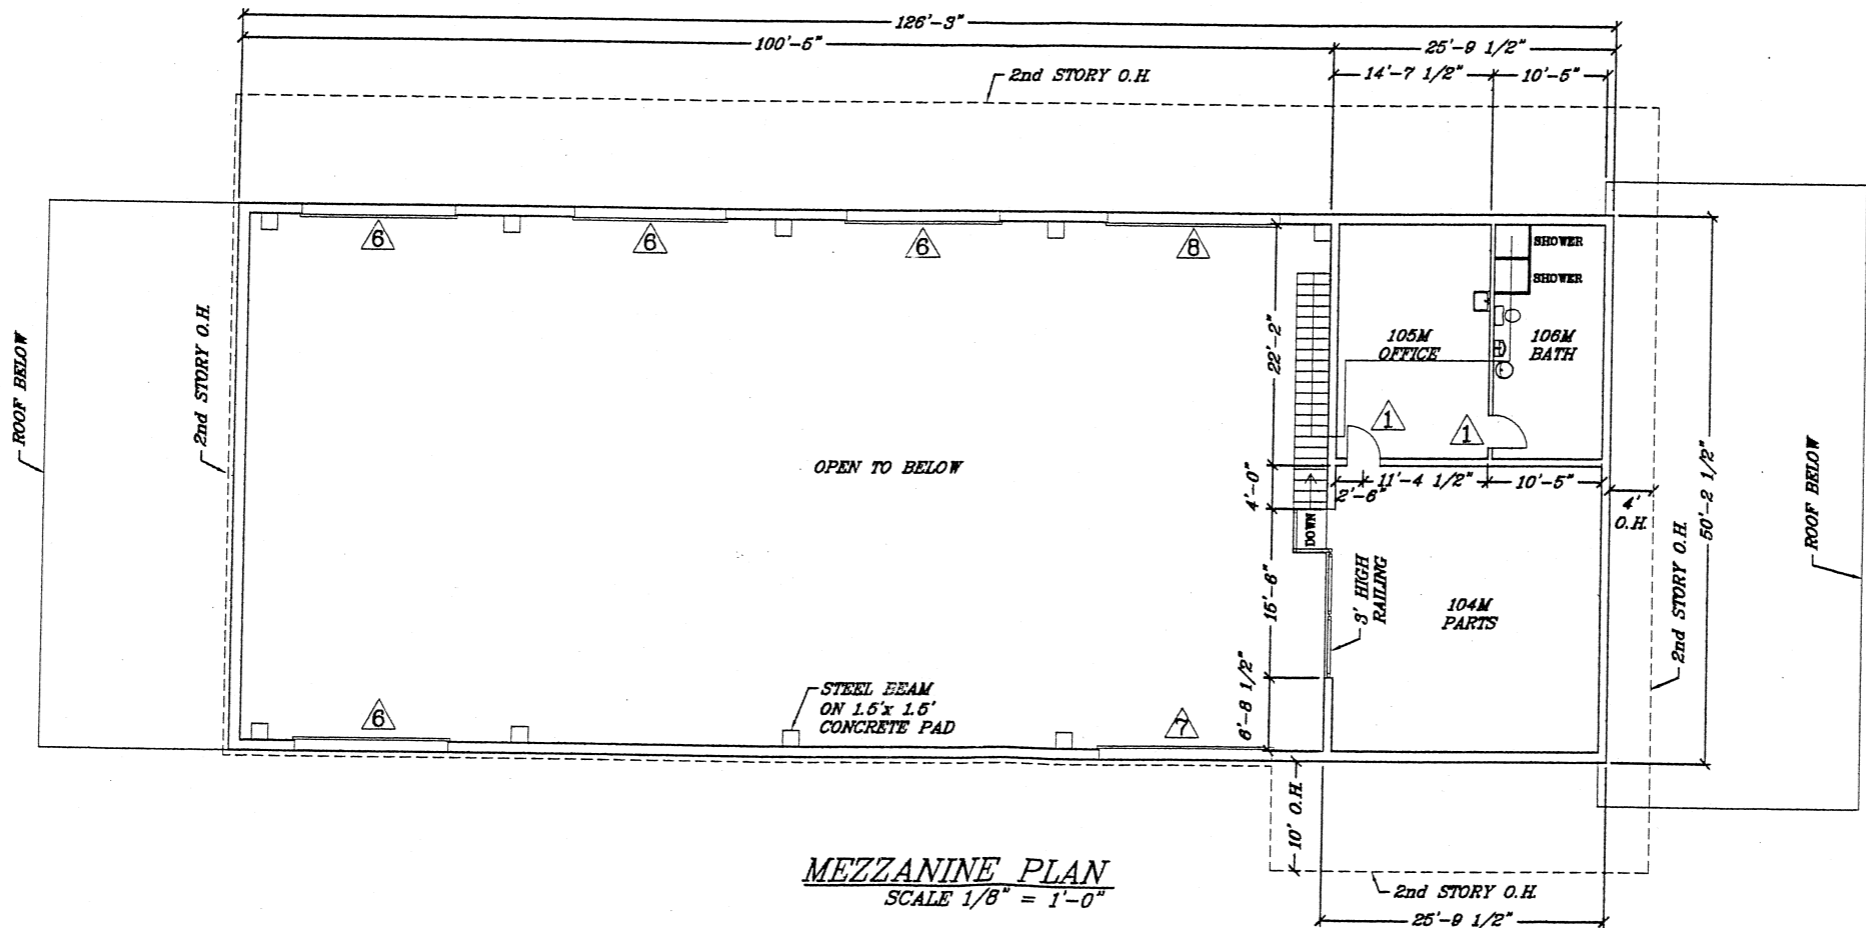 126'-3"
100'-5"
25'-9 1/2"
14'-7 1/2"
10'-5"
2nd STORY O.H.
6
6
6
8
SHOWER
SHOWER
ROOF BELOW
2nd STORY O.H.
22'-2"
105M
OFFICE
106M
BATH
1
1
OPEN TO BELOW
4'-0"
2'-6"
11'-4 1/2"
10'-5"
4'
O.H.
50'-2 1/2"
ROOF BELOW
DOWN
15'-6"
3' HIGH
RAILING
104M
PARTS
2nd STORY O.H.
6'-8 1/2"
6
STEEL BEAM
ON 1.5'x 1.5'
CONCRETE PAD
7
10' O.H.
MEZZANINE PLAN
SCALE 1/8" = 1'-0"
2nd STORY O.H.
25'-9 1/2"